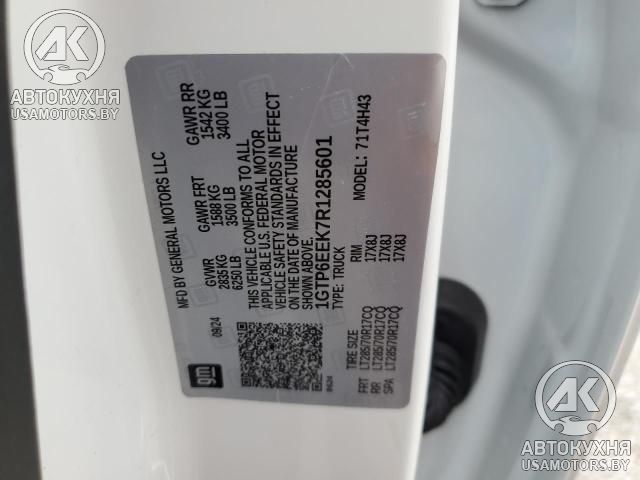 MFD BY GENERAL MOTORS LLC
09/24
GVWR
2835 KG
6250 LB
GAWR FRT
1588 KG
3500 LB
GAWR RR
1542 KG
3400 LB
THIS VEHICLE CONFORMS TO ALL
APPLICABLE U.S. FEDERAL MOTOR
VEHICLE SAFETY STANDARDS IN EFFECT
ON THE DATE OF MANUFACTURE
SHOWN ABOVE.
1GTP6EEK7R1285601
TYPE: TRUCK
MODEL: 71T4H43
gm
TIRE SIZE
RIM
FRT LT285/70R17CQ 17X8J
RR LT285/70R17CQ 17X8J
SPA LT285/70R17CQ 17X8J
АК
АВТОКУХНЯ
USAMOTORS.BY
АК
АВТОКУХНЯ
USAMOTORS.BY